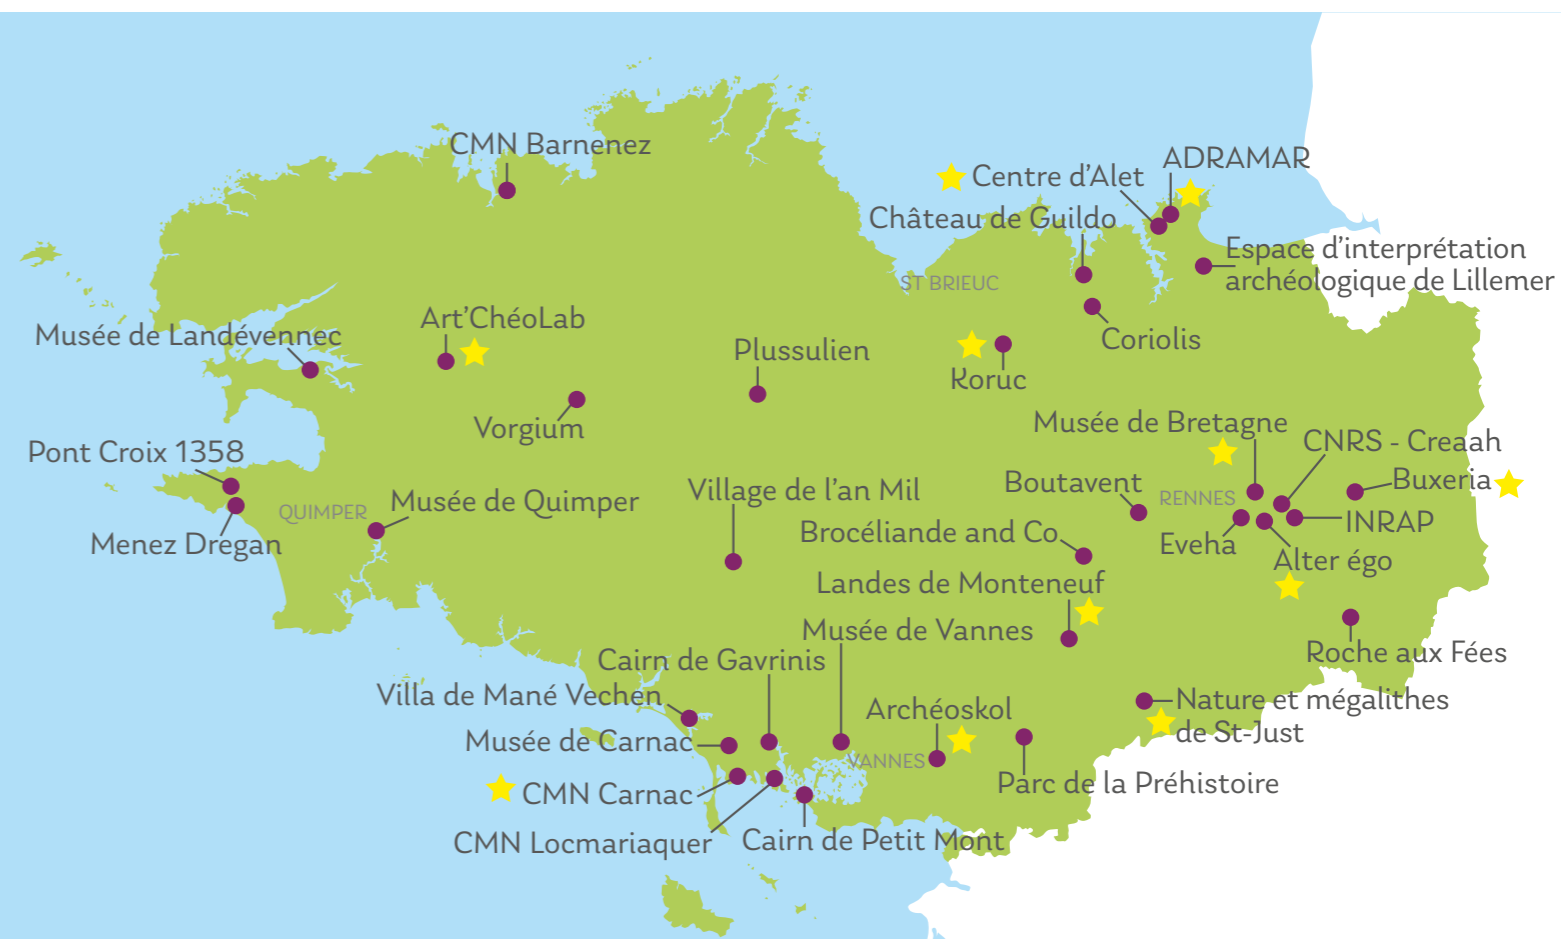 CMN Barnenez
ADRAMAR
Centre d'Alet
Château de Guildo
Espace d'interprétation
archéologique de Lillemer
ST BRIEUC
Art'ChéoLab
Musée de Landévennec
Coriolis
Plussulien
Koruc
Vorgium
Musée de Bretagne
CNRS - Creaah
Pont Croix 1358
Buxeria
Boutavent
Village de l'an Mil
RENNES
Musée de Quimper
QUIMPER
INRAP
Brocéliande and Co
Menez Dregan
Eveha
Alter égo
Landes de Monteneuf
Musée de Vannes
Roche aux Fées
Cairn de Gavrinis
Villa de Mané Vechen
Nature et mégalithes
de St-Just
Archéoskol
Musée de Carnac
VANNES
Parc de la Préhistoire
CMN Carnac
CMN Locmariaquer
Cairn de Petit Mont